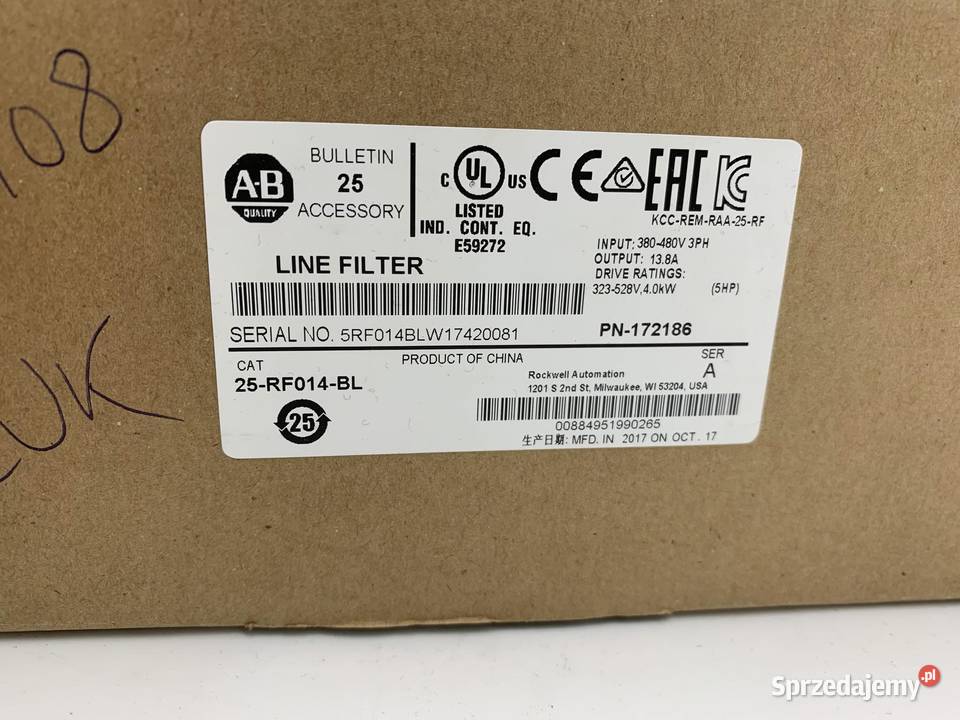 108
UK
A-B
QUALITY
BULLETIN
25
ACCESSORY
C UL US
LISTED
IND. CONT. EQ.
E59272
CE
EAC
KC
KCC-REM-RAA-25-RF
LINE FILTER
INPUT: 380-480V 3PH
OUTPUT: 13.8A
DRIVE RATINGS:
323-528V,4.0kW (5HP)
SERIAL NO. 5RF014BLW17420081
PN-172186
CAT
25-RF014-BL
PRODUCT OF CHINA
SER
A
Rockwell Automation
1201 S 2nd St, Milwaukee, WI 53204, USA
25
00884951990265
生产日期: MFD. IN 2017 ON OCT. 17
Sprzedajemy.pl